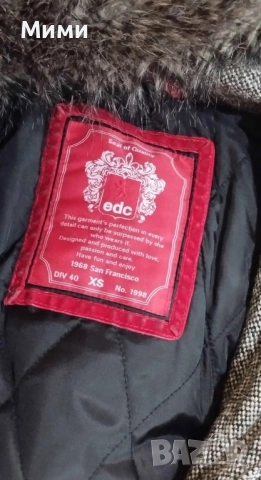 Мими
Seal of Quality
edc
This garment's perfection in every
detail can only be surpassed by the
one who wears it.
Designed and produced with love,
passion and care.
Have fun and enjoy
1968 San Francisco
DIV 40 XS No. 1998
BAZAR